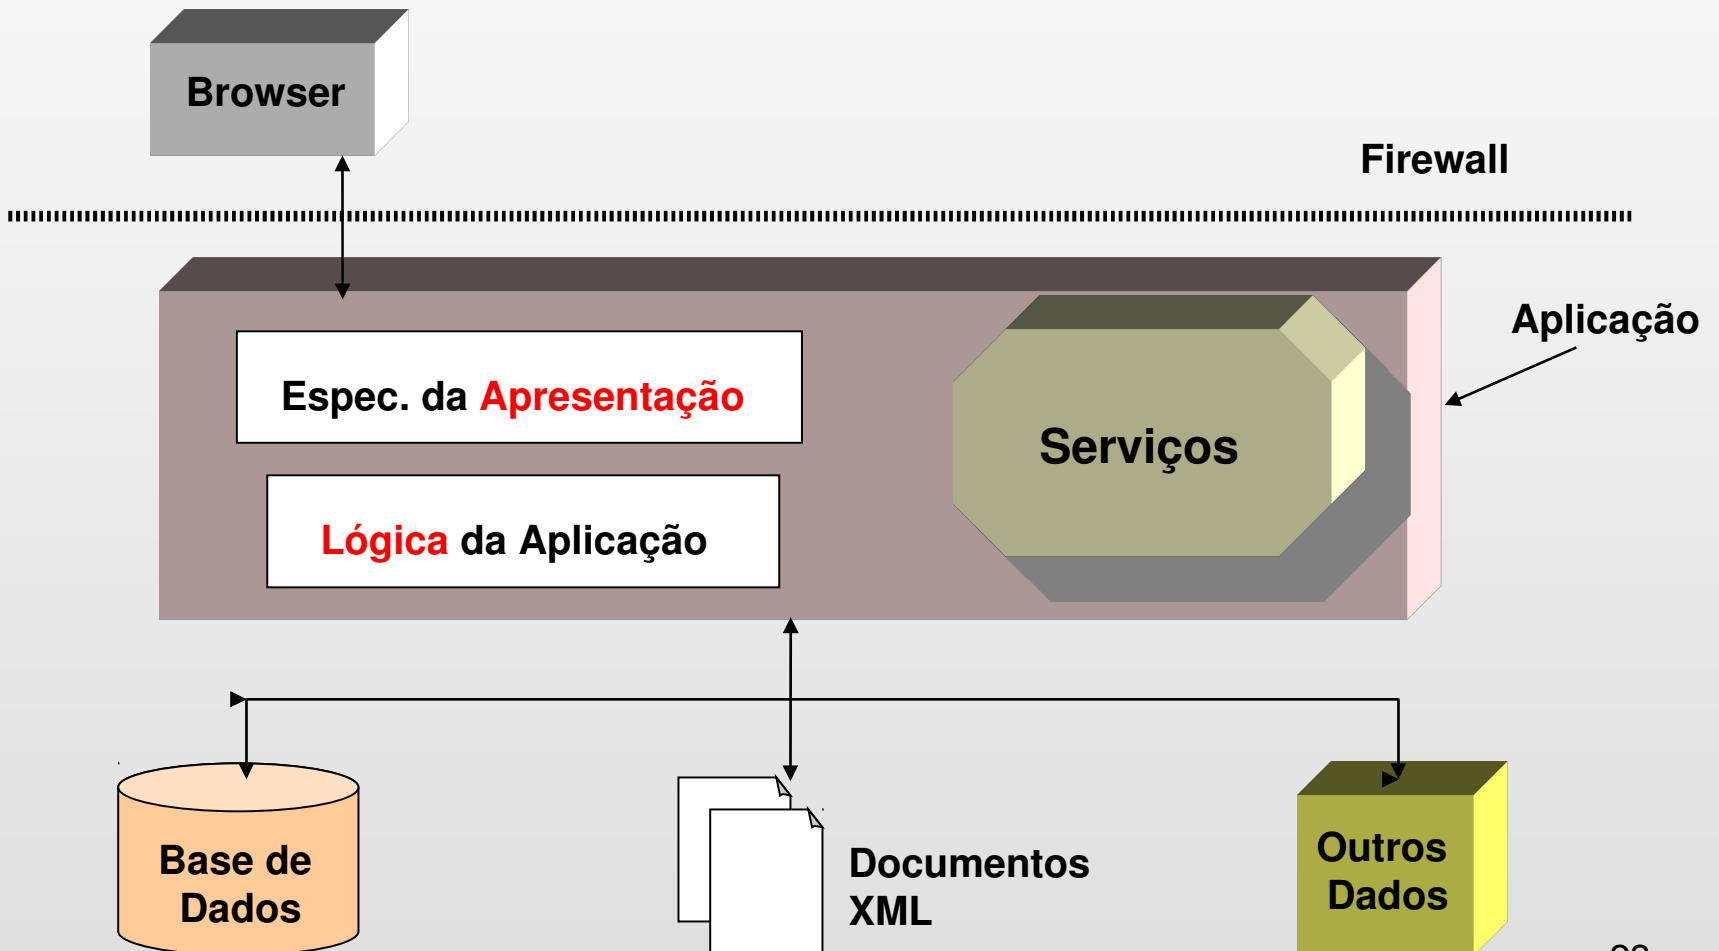 Browser
Firewall
Aplicação
Espec. da Apresentação
Serviços
Lógica da Aplicação
Base de
Dados
Documentos
XML
Outros
Dados